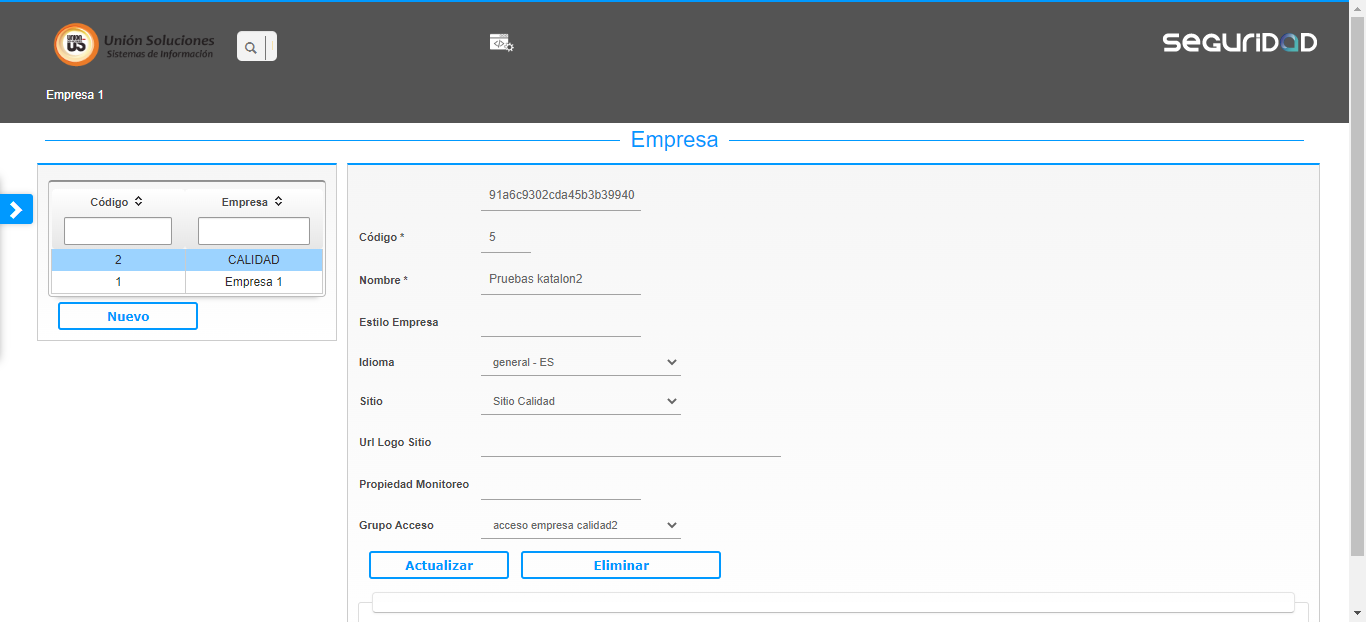 UNION
US
Unión Soluciones
Sistemas de Información
SEGURIDAD
Empresa 1
Empresa
Código
Empresa
2
CALIDAD
1
Empresa 1
Nuevo
91a6c9302cda45b3b39940
Código *
5
Nombre *
Pruebas katalon2
Estilo Empresa
Idioma
general - ES
Sitio
Sitio Calidad
Url Logo Sitio
Propiedad Monitoreo
Grupo Acceso
acceso empresa calidad2
Actualizar
Eliminar